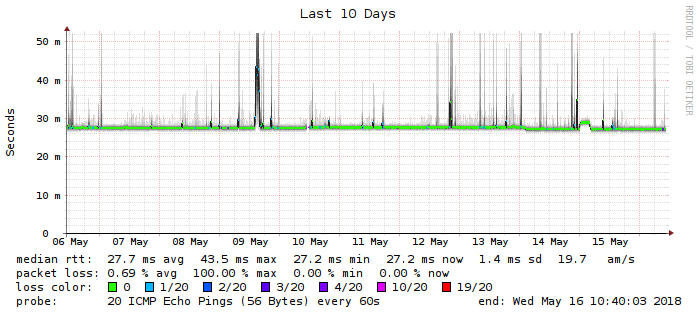 Last 10 Days
RRDTOOL / TOBI OETIKER
Seconds
50 m
40 m
30 m
20 m
10 m
0
06 May 07 May 08 May 09 May 10 May 11 May 12 May 13 May 14 May 15 May
median rtt: 27.7 ms avg 43.5 ms max 27.2 ms min 27.2 ms now 1.4 ms sd 19.7 am/s
packet loss: 0.69 % avg 100.00 % max 0.00 % min 0.00 % now
loss color: 0 1/20 2/20 3/20 4/20 10/20 19/20
probe: 20 ICMP Echo Pings (56 Bytes) every 60s end: Wed May 16 10:40:03 2018